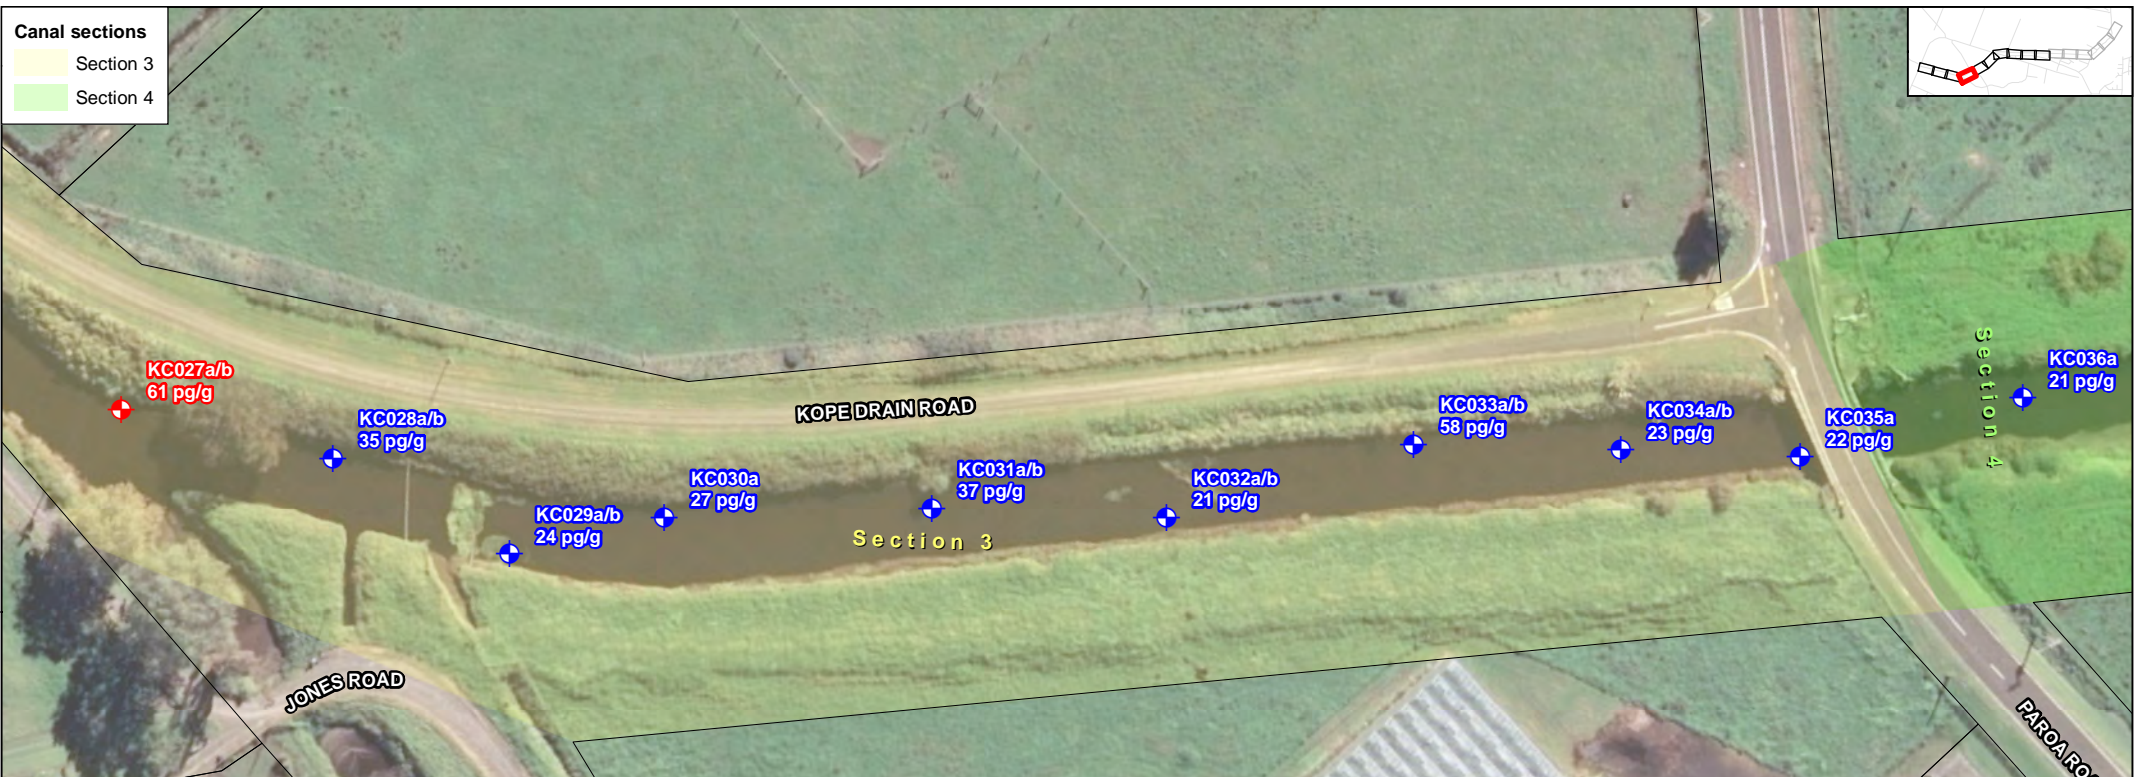 Canal sections
Section 3
Section 4
KC027a/b
61 pg/g
KC028a/b
35 pg/g
KC029a/b
24 pg/g
KC030a
27 pg/g
KC031a/b
37 pg/g
KC032a/b
21 pg/g
KC033a/b
58 pg/g
KC034a/b
23 pg/g
KC035a
22 pg/g
KC036a
21 pg/g
KOPE DRAIN ROAD
Section 3
Section 4
JONES ROAD
PAROA